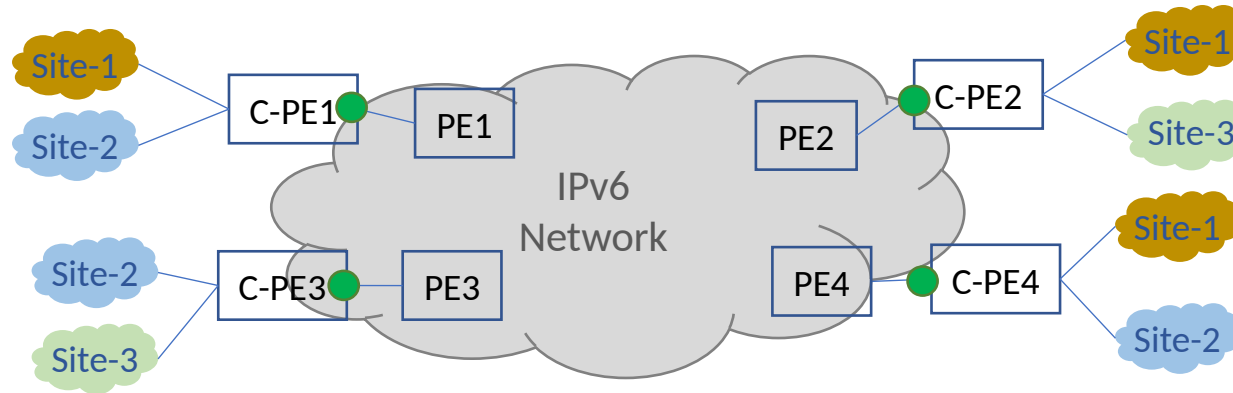 Site-1
Site-2
C-PE1
PE1
PE2
C-PE2
Site-1
Site-3
IPv6
Network
Site-2
Site-3
C-PE3
PE3
PE4
C-PE4
Site-1
Site-2